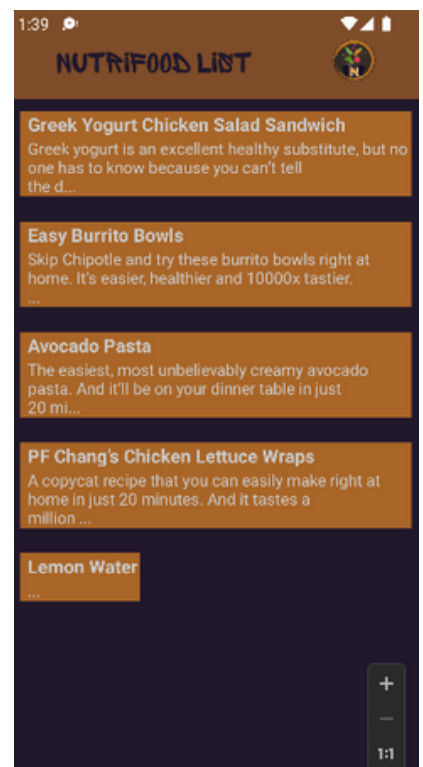 1:39
NUTRiFOOD LiST
N
Greek Yogurt Chicken Salad Sandwich
Greek yogurt is an excellent healthy substitute, but no
one has to know because you can't tell
the d...
Easy Burrito Bowls
Skip Chipotle and try these burrito bowls right at
home. It's easier, healthier and 10000x tastier.
...
Avocado Pasta
The easiest, most unbelievably creamy avocado
pasta. And it'll be on your dinner table in just
20 mi...
PF Chang's Chicken Lettuce Wraps
A copycat recipe that you can easily make right at
home in just 20 minutes. And it tastes a
million ...
Lemon Water
...
+
−
1:1